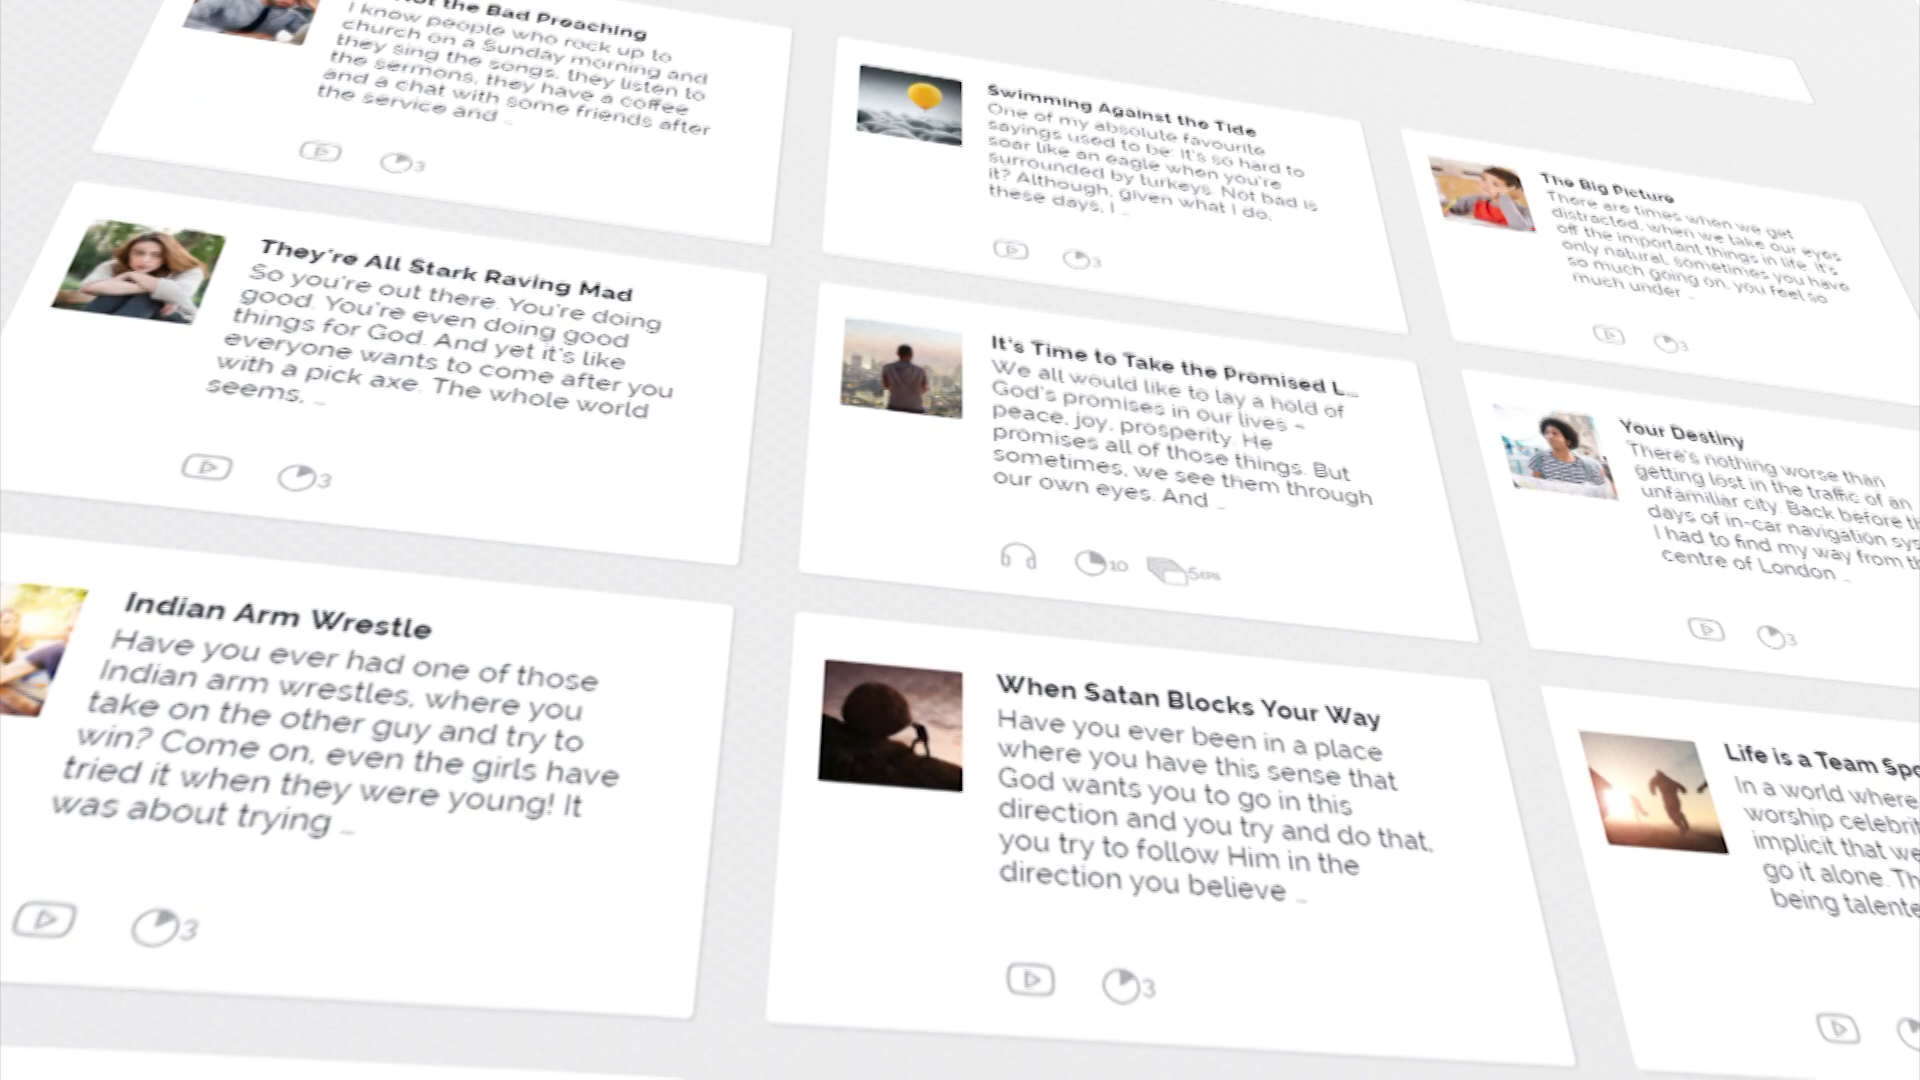 the Bad Preaching
I know people who rock up to
church on a Sunday morning and
they sing the songs, they listen to
the sermons, they have a coffee
and a chat with some friends after
the service and ...
3
Swimming Against the Tide
One of my absolute favourite
sayings used to be: It's so hard to
soar like an eagle when you're
surrounded by turkeys. Not bad is
it? Although, given what I do,
these days, I ...
3
The Big Picture
There are times when we get
distracted, when we take our eyes
off the important things in life. It's
only natural, sometimes you have
so much going on, you feel so
much under ...
3
They're All Stark Raving Mad
So you're out there. You're doing
good. You're even doing good
things for God. And yet it's like
everyone wants to come after you
with a pick axe. The whole world
seems, ...
3
It's Time to Take the Promised L...
We all would like to lay a hold of
God's promises in our lives –
peace, joy, prosperity. He
promises all of those things. But
sometimes, we see them through
our own eyes. And ...
10
5eps
Your Destiny
There's nothing worse than
getting lost in the traffic of an
unfamiliar city. Back before th
days of in-car navigation sys
I had to find my way from th
centre of London ...
3
Indian Arm Wrestle
Have you ever had one of those
Indian arm wrestles, where you
take on the other guy and try to
win? Come on, even the girls have
tried it when they were young! It
was about trying ...
3
When Satan Blocks Your Way
Have you ever been in a place
where you have this sense that
God wants you to go in this
direction and you try and do that,
you try to follow Him in the
direction you believe ...
3
Life is a Team Spo
In a world where
worship celebrit
implicit that we
go it alone. Th
being talente